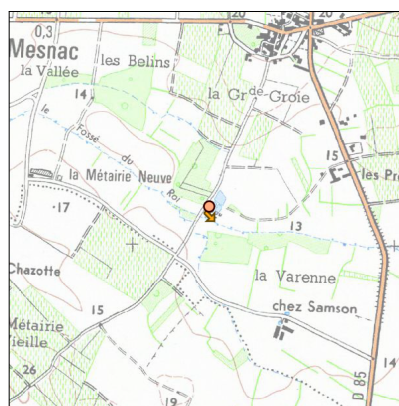 20
20
0,3
Mesnac
la Vallée
les Belins
14
la Gr de Groie
le
Fossé du Roi
15
la Métairie Neuve
les Pr
17
13
Chazotte
la Varenne
15
chez Samson
Métairie
Vieille
26
19
D 85
14